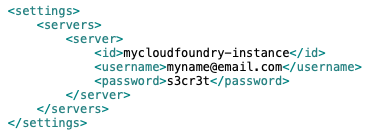 <settings>
    <servers>
        <server>
            <id>mycloudfoundry-instance</id>
            <username>myname@email.com</username>
            <password>s3cr3t</password>
        </server>
    </servers>
</settings>